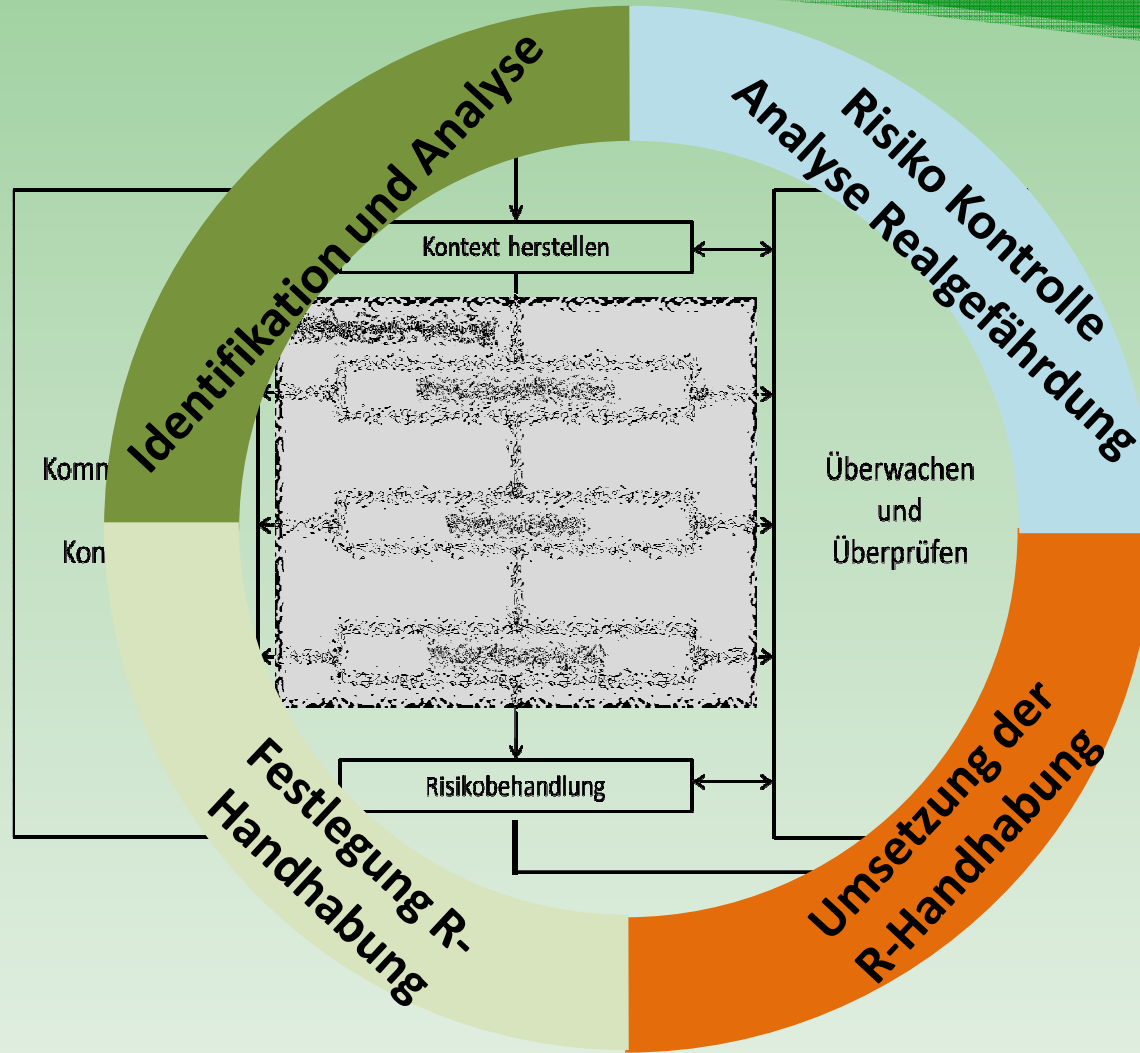 Identifikation und Analyse
Risiko Kontrolle
Analyse Realgefährdung
Kontext herstellen
Überwachen
und
Überprüfen
Risikobehandlung
Festlegung R-
Handhabung
Umsetzung der
R-Handhabung